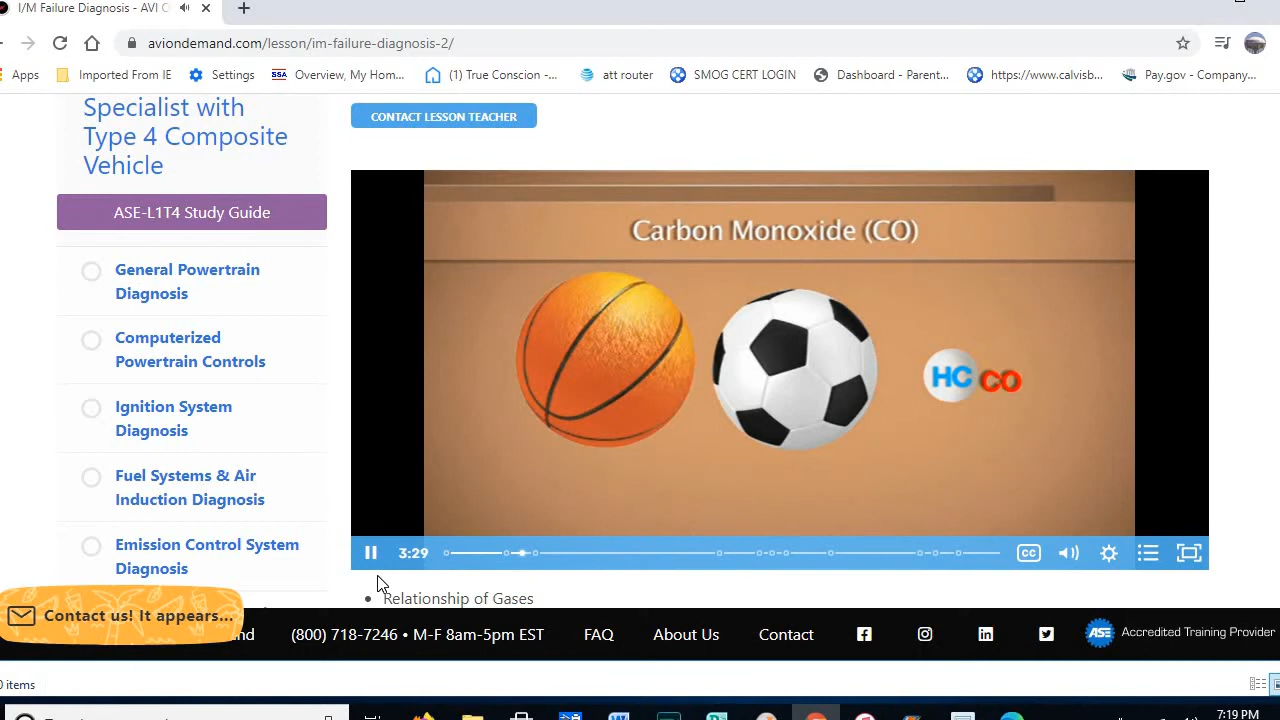 I/M Failure Diagnosis - AVI C
aviondemand.com/lesson/im-failure-diagnosis-2/
Apps Imported From IE Settings SSA Overview, My Hom... (1) True Conscion -... att router SMOG CERT LOGIN Dashboard - Parent... https://www.calvisb... Pay.gov - Company...
Specialist with
Type 4 Composite
Vehicle
ASE-L1T4 Study Guide
General Powertrain
Diagnosis
Computerized
Powertrain Controls
Ignition System
Diagnosis
Fuel Systems & Air
Induction Diagnosis
Emission Control System
Diagnosis
CONTACT LESSON TEACHER
Carbon Monoxide (CO)
HC CO
3:29
CC
• Relationship of Gases
Contact us! It appears...
nd (800) 718-7246 • M-F 8am-5pm EST FAQ About Us Contact ASE Accredited Training Provider
0 items
7:19 PM